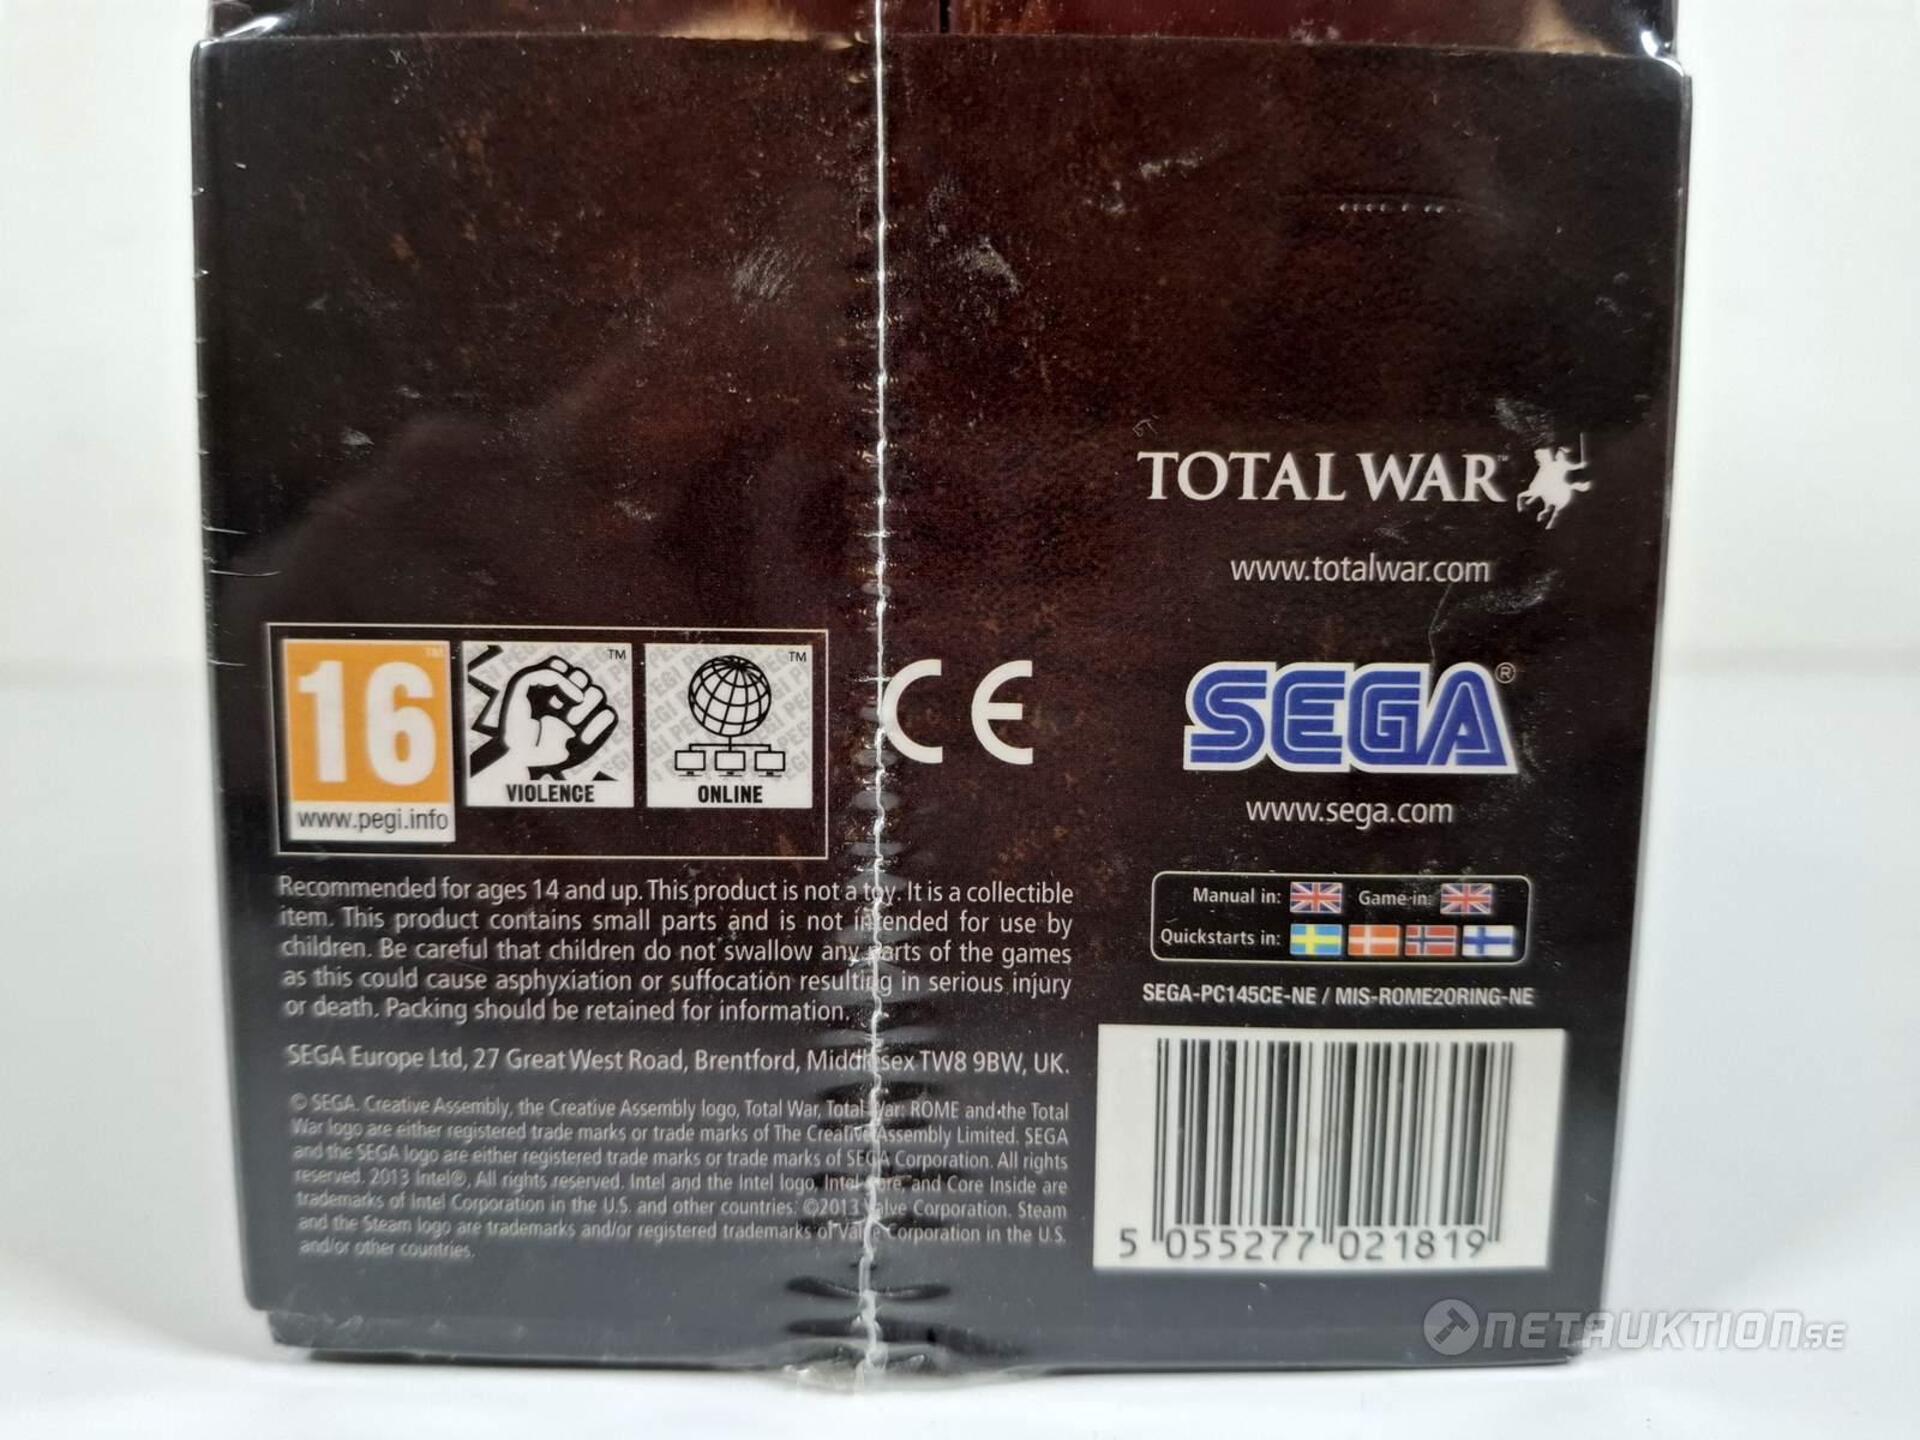 TOTAL WAR™
www.totalwar.com
16™
www.pegi.info
™
VIOLENCE
™
ONLINE
CE
SEGA®
www.sega.com
Recommended for ages 14 and up. This product is not a toy. It is a collectible
item. This product contains small parts and is not intended for use by
children. Be careful that children do not swallow any parts of the games
as this could cause asphyxiation or suffocation resulting in serious injury
or death. Packing should be retained for information.
SEGA Europe Ltd, 27 Great West Road, Brentford, Middlesex TW8 9BW, UK.
© SEGA. Creative Assembly, the Creative Assembly logo, Total War, Total War: ROME and the Total
War logo are either registered trade marks or trade marks of The Creative Assembly Limited. SEGA
and the SEGA logo are either registered trade marks or trade marks of SEGA Corporation. All rights
reserved. 2013 Intel®, All rights reserved. Intel and the Intel logo, Intel Core, and Core Inside are
trademarks of Intel Corporation in the U.S. and other countries. ©2013 Valve Corporation. Steam
and the Steam logo are trademarks and/or registered trademarks of Valve Corporation in the U.S.
and/or other countries.
Manual in: Game in:
Quickstarts in:
SEGA-PC145CE-NE / MIS-ROME2ORING-NE
5 055277 021819
NETAUKTION.SE